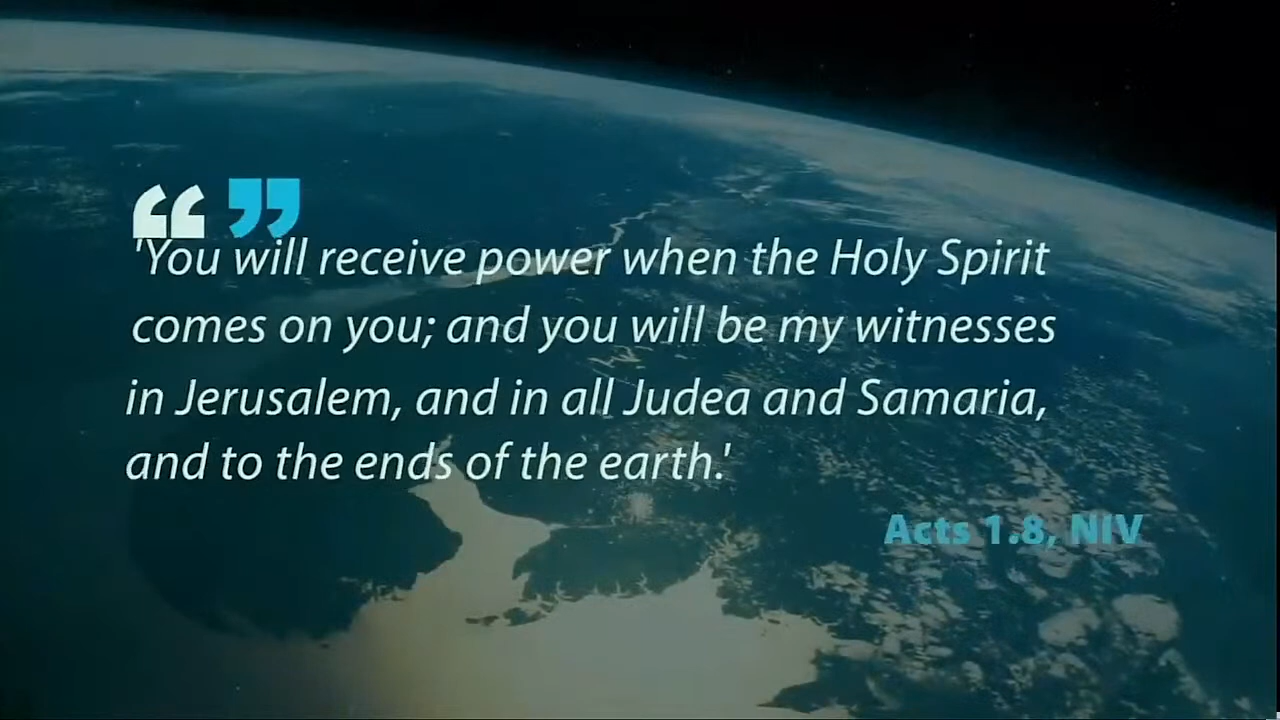 “ ”
'You will receive power when the Holy Spirit
comes on you; and you will be my witnesses
in Jerusalem, and in all Judea and Samaria,
and to the ends of the earth.'
Acts 1.8, NIV